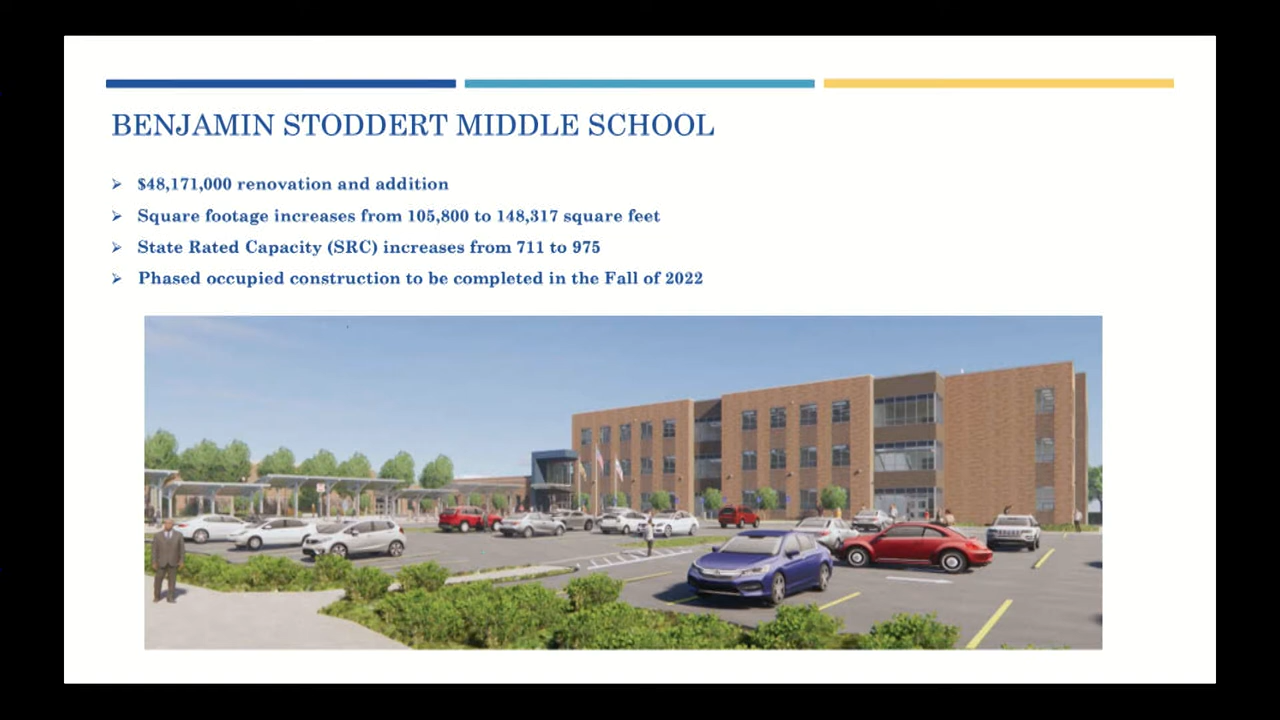 BENJAMIN STODDERT MIDDLE SCHOOL
➢ $48,171,000 renovation and addition
➢ Square footage increases from 105,800 to 148,317 square feet
➢ State Rated Capacity (SRC) increases from 711 to 975
➢ Phased occupied construction to be completed in the Fall of 2022